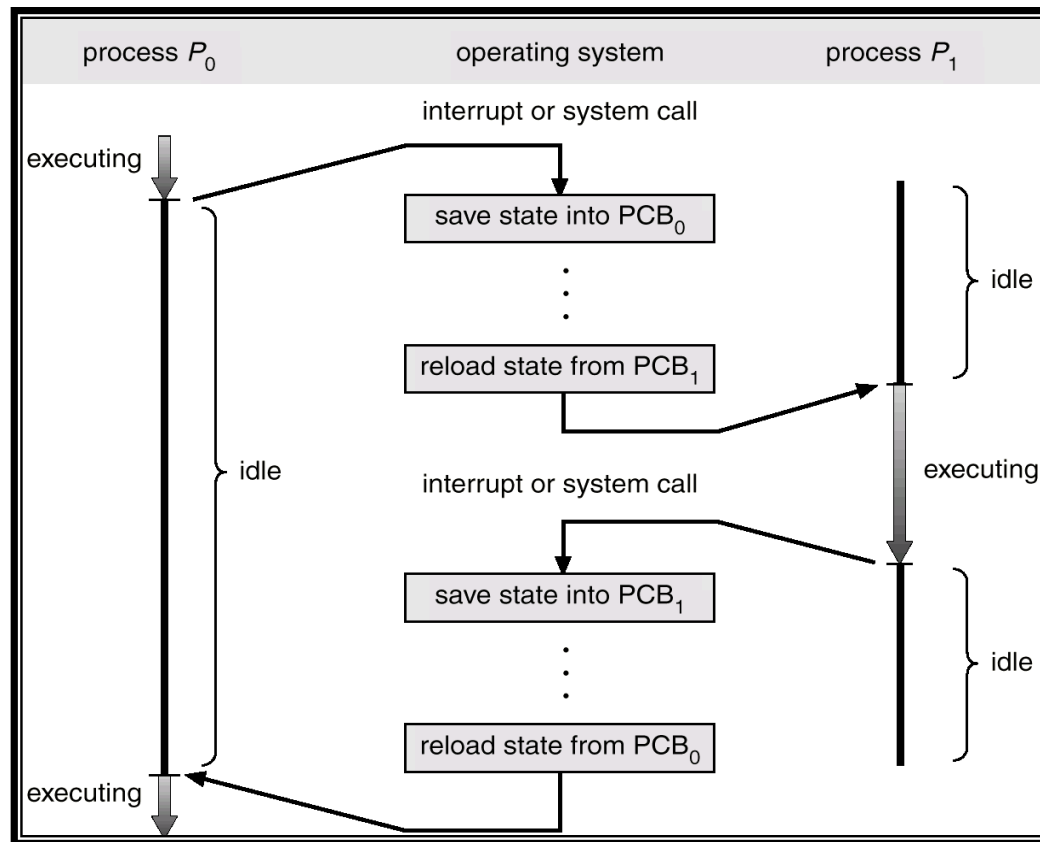 process P0
operating system
process P1
interrupt or system call
executing
save state into PCB0
idle
reload state from PCB1
idle
executing
interrupt or system call
save state into PCB1
idle
reload state from PCB0
executing